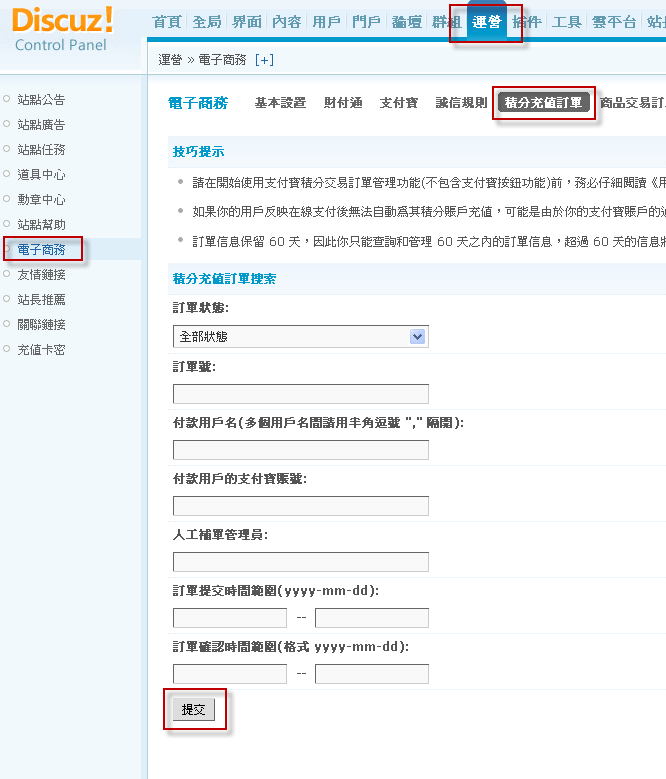 Discuz!
Control Panel
首頁 全局 界面 內容 用戶 門戶 論壇 群組 運營 插件 工具 雲平台 站長
運營 » 電子商務 [+]
站點公告
站點廣告
站點任務
道具中心
勳章中心
站點幫助
電子商務
友情鏈接
站長推薦
關聯鏈接
充值卡密
電子商務 基本設置 財付通 支付寶 誠信規則 積分充值訂單 商品交易訂
技巧提示
請在開始使用支付寶積分交易訂單管理功能(不包含支付寶按鈕功能)前，務必仔細閱讀《用
如果你的用戶反映在線支付後無法自動爲其積分賬戶充值，可能是由於你的支付寶賬戶的
訂單信息保留 60 天，因此你只能查詢和管理 60 天之內的訂單信息，超過 60 天的信息
積分充值訂單搜索
訂單狀態:
全部狀態
訂單號:
付款用戶名(多個用戶名間請用半角逗號 "," 隔開):
付款用戶的支付寶賬號:
人工補單管理員:
訂單提交時間範圍(yyyy-mm-dd):
--
訂單確認時間範圍(格式 yyyy-mm-dd):
--
提交